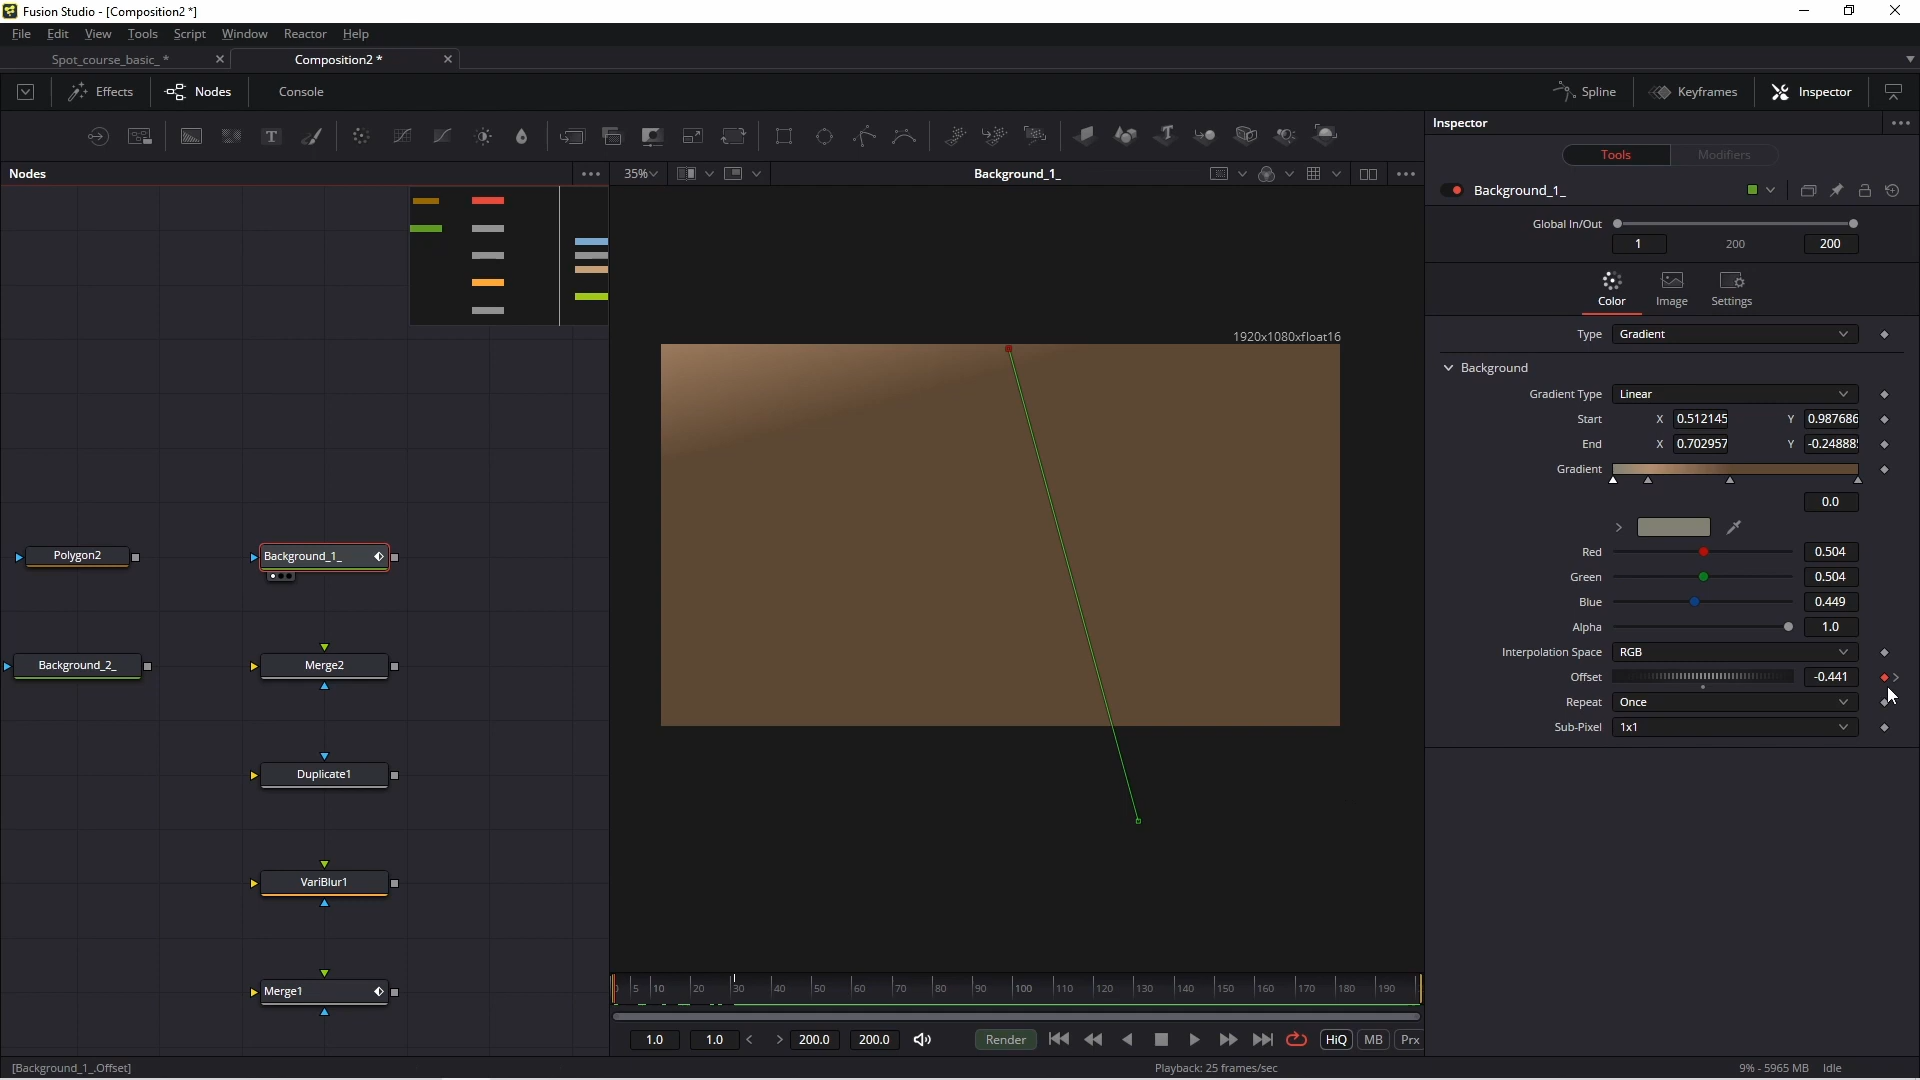 Fusion Studio - [Composition2 *]
File Edit View Tools Script Window Reactor Help
Spot_course_basic_ * Composition2 *
Effects Nodes Console Spline Keyframes Inspector
Inspector
Tools Modifiers
Nodes 35% Background_1_
Background_1_
Global In/Out
1 200 200
Color Image Settings
1920x1080xfloat16
Type Gradient
Background
Gradient Type Linear
Start X 0.512145 Y 0.987686
End X 0.702957 Y -0.24888
Gradient
0.0
Red 0.504
Green 0.504
Blue 0.449
Alpha 1.0
Interpolation Space RGB
Offset -0.441
Repeat Once
Sub-Pixel 1x1
Polygon2 Background_1_
Background_2_ Merge2
Duplicate1
VariBlur1
Merge1
5 10 20 30 40 50 60 70 80 90 100 110 120 130 140 150 160 170 180 190
1.0 1.0 200.0 200.0 Render HiQ MB Prx
[Background_1_.Offset] Playback: 25 frames/sec 9% - 5965 MB Idle